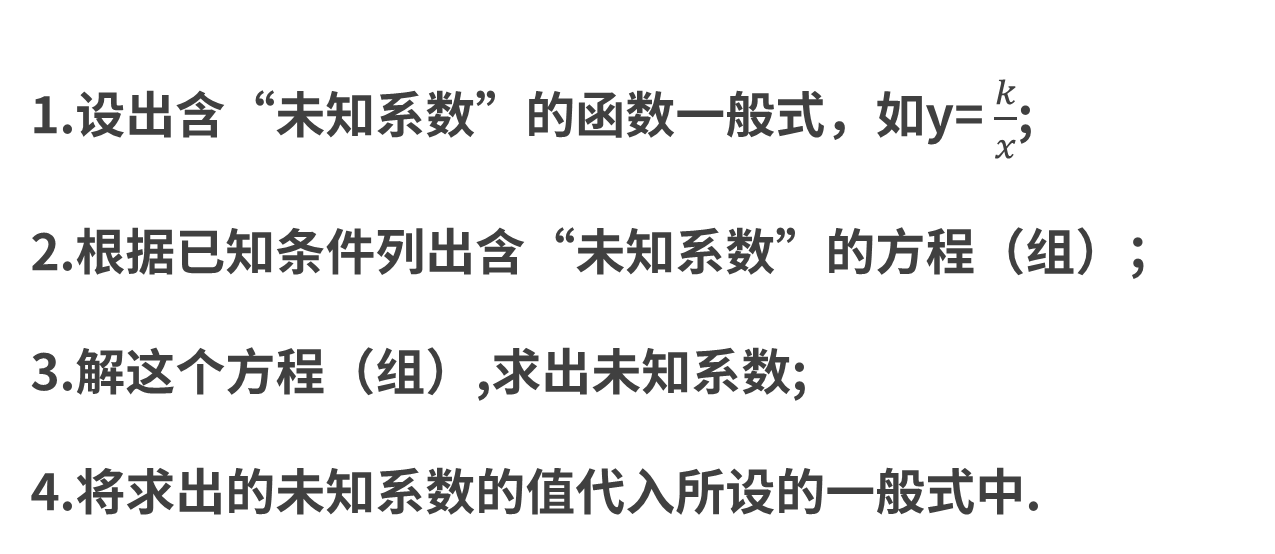 1.设出含“未知系数”的函数一般式，如y=k/x;
2.根据已知条件列出含“未知系数”的方程（组）；
3.解这个方程（组）,求出未知系数;
4.将求出的未知系数的值代入所设的一般式中.